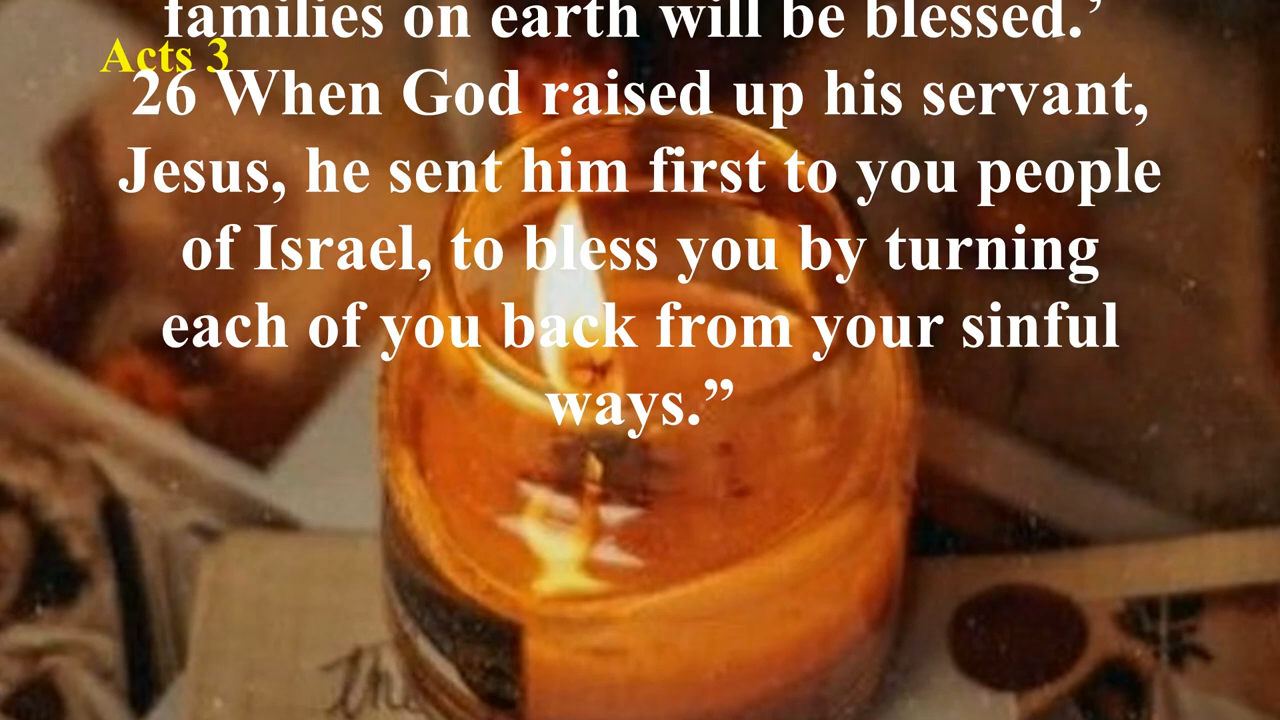 families on earth will be blessed.’
Acts 3
26 When God raised up his servant,
Jesus, he sent him first to you people
of Israel, to bless you by turning
each of you back from your sinful
ways.”
The